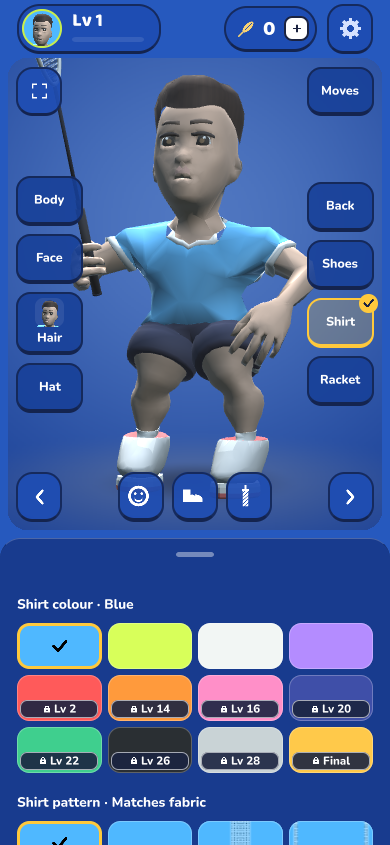 Lv 1
0
+
Moves
Body
Back
Face
Shoes
Hair
Shirt
Hat
Racket
Shirt colour · Blue
Lv 2
Lv 14
Lv 16
Lv 20
Lv 22
Lv 26
Lv 28
Final
Shirt pattern · Matches fabric